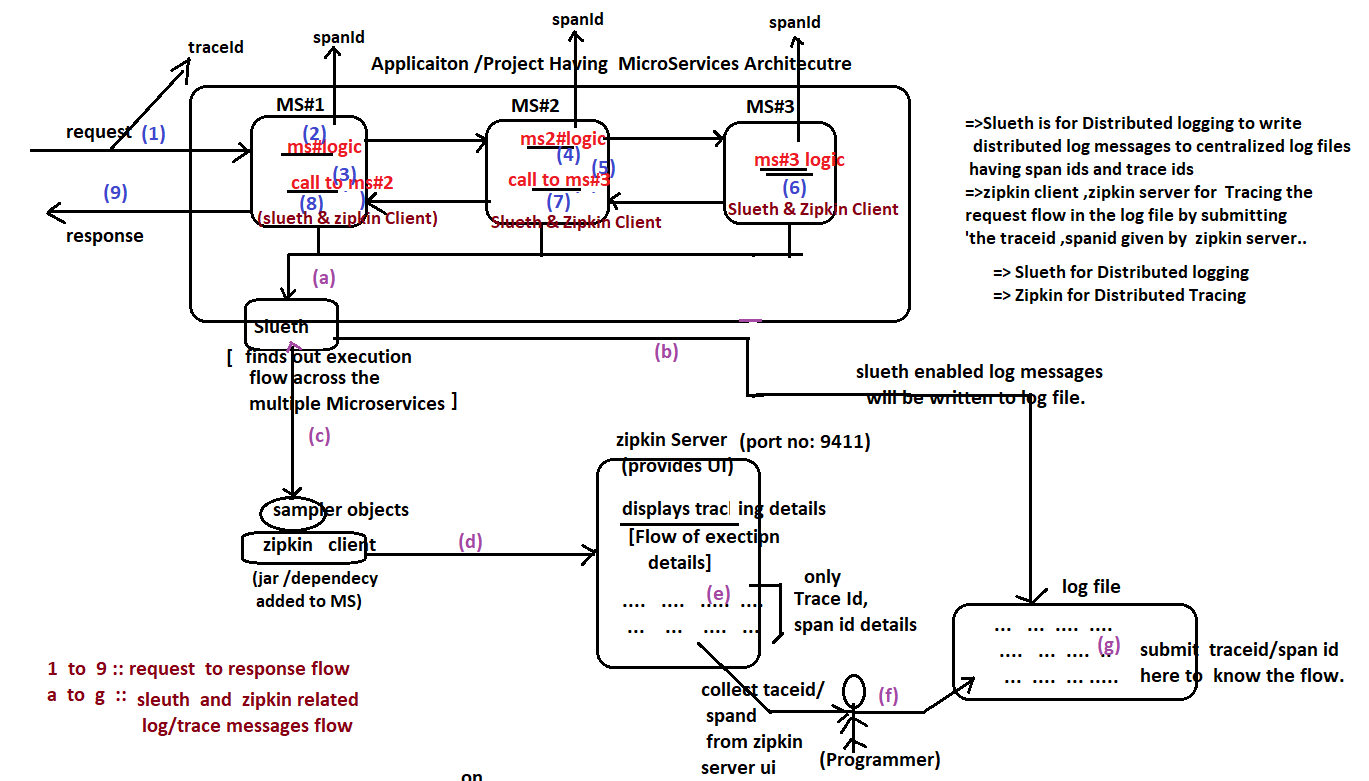 spanId
spanId
spanId
traceId
Applicaiton /Project Having MicroServices Architecutre
MS#1
MS#2
MS#3
request (1)
(2)
ms#logic
(3)
call to ms#2
(8)
)
(slueth & zipkin Client)
ms2#logic
(4)
(5)
call to ms#3
(7)
Slueth & Zipkin Client
ms#3 logic
(6)
Slueth & Zipkin Client
(9)
response
=>Slueth is for Distributed logging to write
distributed log messages to centralized log files
having span ids and trace ids
=>zipkin client ,zipkin server for Tracing the
request flow in the log file by submitting
'the traceid ,spanid given by zipkin server..
=> Slueth for Distributed logging
=> Zipkin for Distributed Tracing
(a)
Slueth
[ finds out execution
flow across the
multiple Microservices ]
(b)
slueth enabled log messages
will be written to log file.
(c)
sampler objects
zipkin client
(jar /dependecy
added to MS)
(d)
zipkin Server (port no: 9411)
(provides UI)
displays tracing details
[Flow of exection
details]
(e)
.... .... ..... ....
... ... .... ...
only
Trace Id,
span id details
log file
... ... .... ....
(g)
.... ... .... ..
... .... ... .....
submit traceid/span id
here to know the flow.
1 to 9 :: request to response flow
a to g :: sleuth and zipkin related
log/trace messages flow
collect taceid/
spand
from zipkin
server ui
(f)
(Programmer)
on